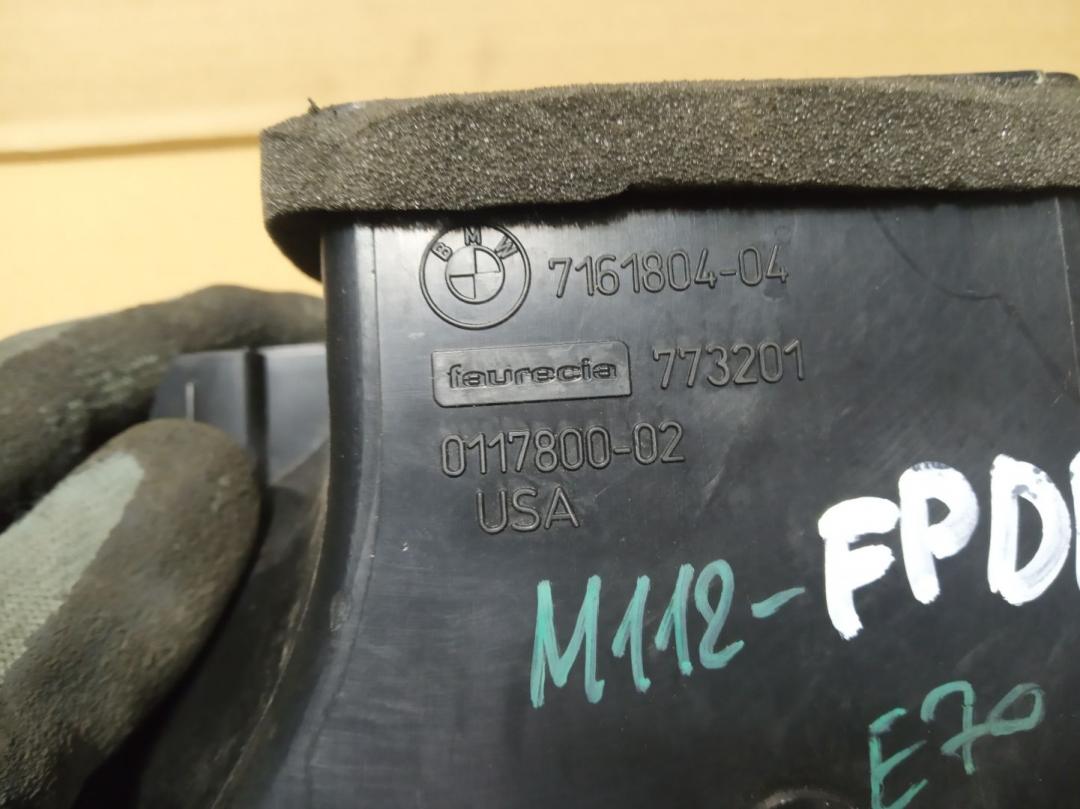 BMW 7161804-04
faurecia 773201
0117800-02
USA
M112-FPD
E70